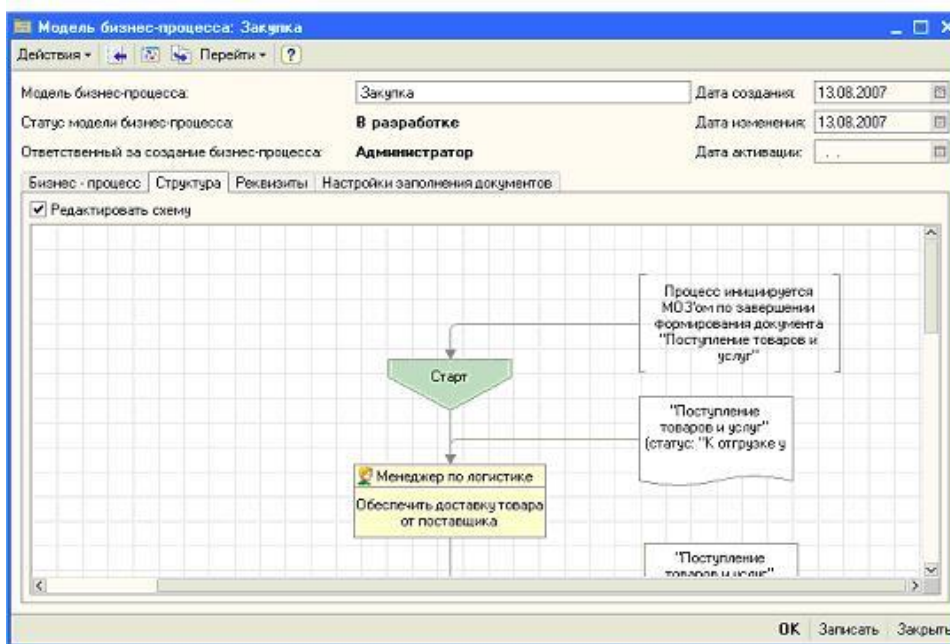 Модель бизнес-процесса: Закупка
Действия Перейти ?
Модель бизнес-процесса: Закупка Дата создания: 13.08.2007
Статус модели бизнес-процесса: В разработке Дата изменения: 13.08.2007
Ответственный за создание бизнес-процесса: Администратор Дата активации: . .
Бизнес - процесс Структура Реквизиты Настройки заполнения документов
Редактировать схему
Процесс инициируется
МОЗ'ом по завершении
формирования документа
"Поступление товаров и
услуг"
Старт
"Поступление
товаров и услуг"
(статус: "К отгрузке у
Менеджер по логистике
Обеспечить доставку товара
от поставщика
"Поступление
товаров и услуг"
OK Записать Закрыть